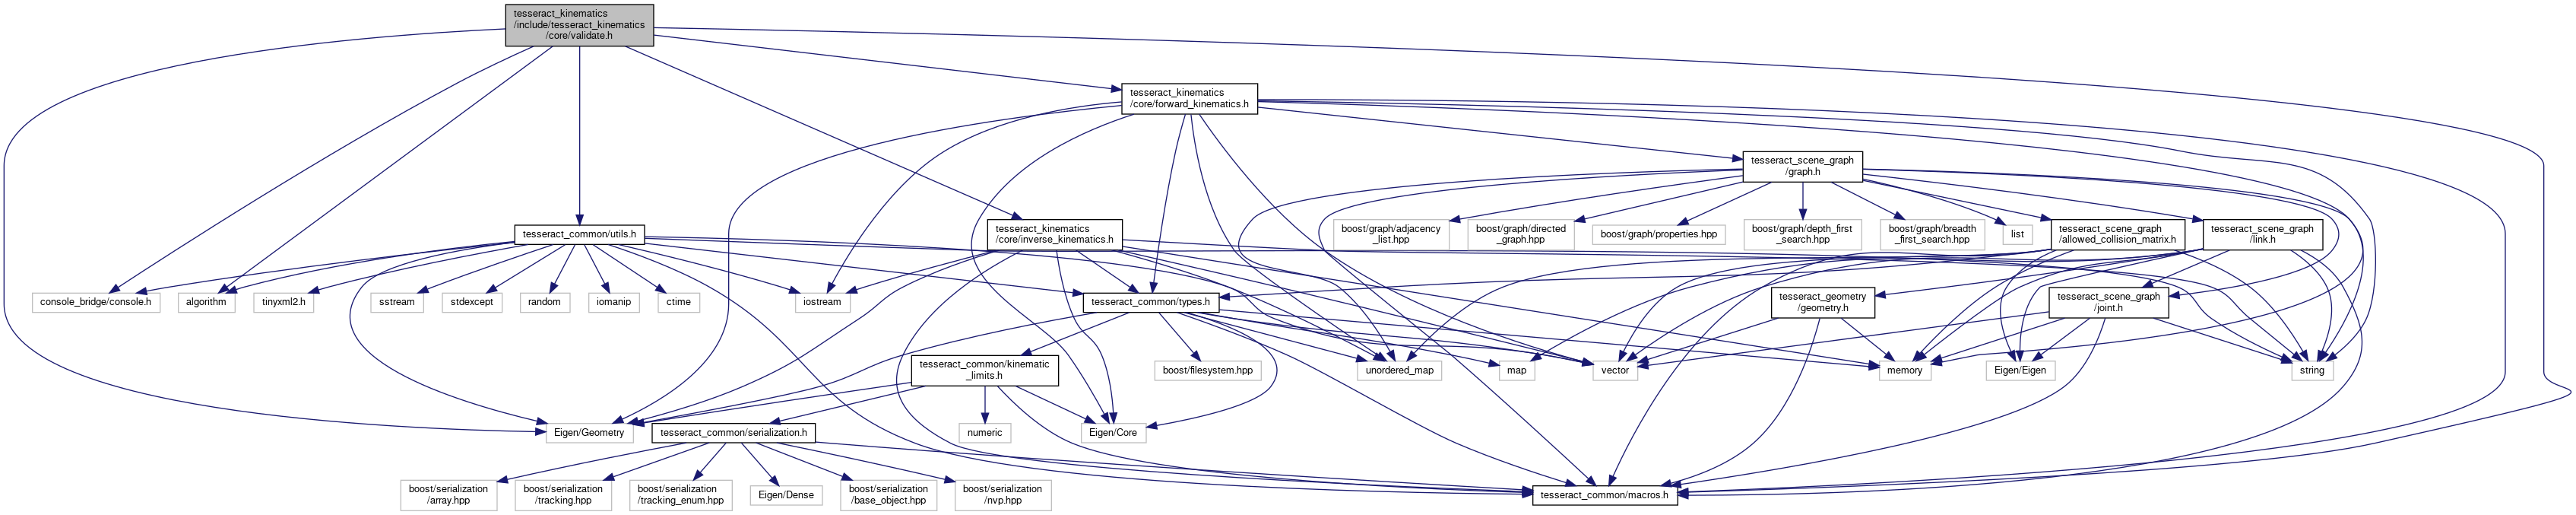 tesseract_kinematics
/include/tesseract_kinematics
/core/validate.h
tesseract_kinematics
/core/forward_kinematics.h
tesseract_scene_graph
/graph.h
tesseract_common/utils.h
tesseract_kinematics
/core/inverse_kinematics.h
boost/graph/adjacency
_list.hpp
boost/graph/directed
_graph.hpp
boost/graph/properties.hpp
boost/graph/depth_first
_search.hpp
boost/graph/breadth
_first_search.hpp
list
tesseract_scene_graph
/allowed_collision_matrix.h
tesseract_scene_graph
/link.h
console_bridge/console.h
algorithm
tinyxml2.h
sstream
stdexcept
random
iomanip
ctime
iostream
tesseract_common/types.h
tesseract_geometry
/geometry.h
tesseract_scene_graph
/joint.h
tesseract_common/kinematic
_limits.h
boost/filesystem.hpp
unordered_map
map
vector
memory
Eigen/Eigen
string
Eigen/Geometry
tesseract_common/serialization.h
numeric
Eigen/Core
boost/serialization
/array.hpp
boost/serialization
/tracking.hpp
boost/serialization
/tracking_enum.hpp
Eigen/Dense
boost/serialization
/base_object.hpp
boost/serialization
/nvp.hpp
tesseract_common/macros.h